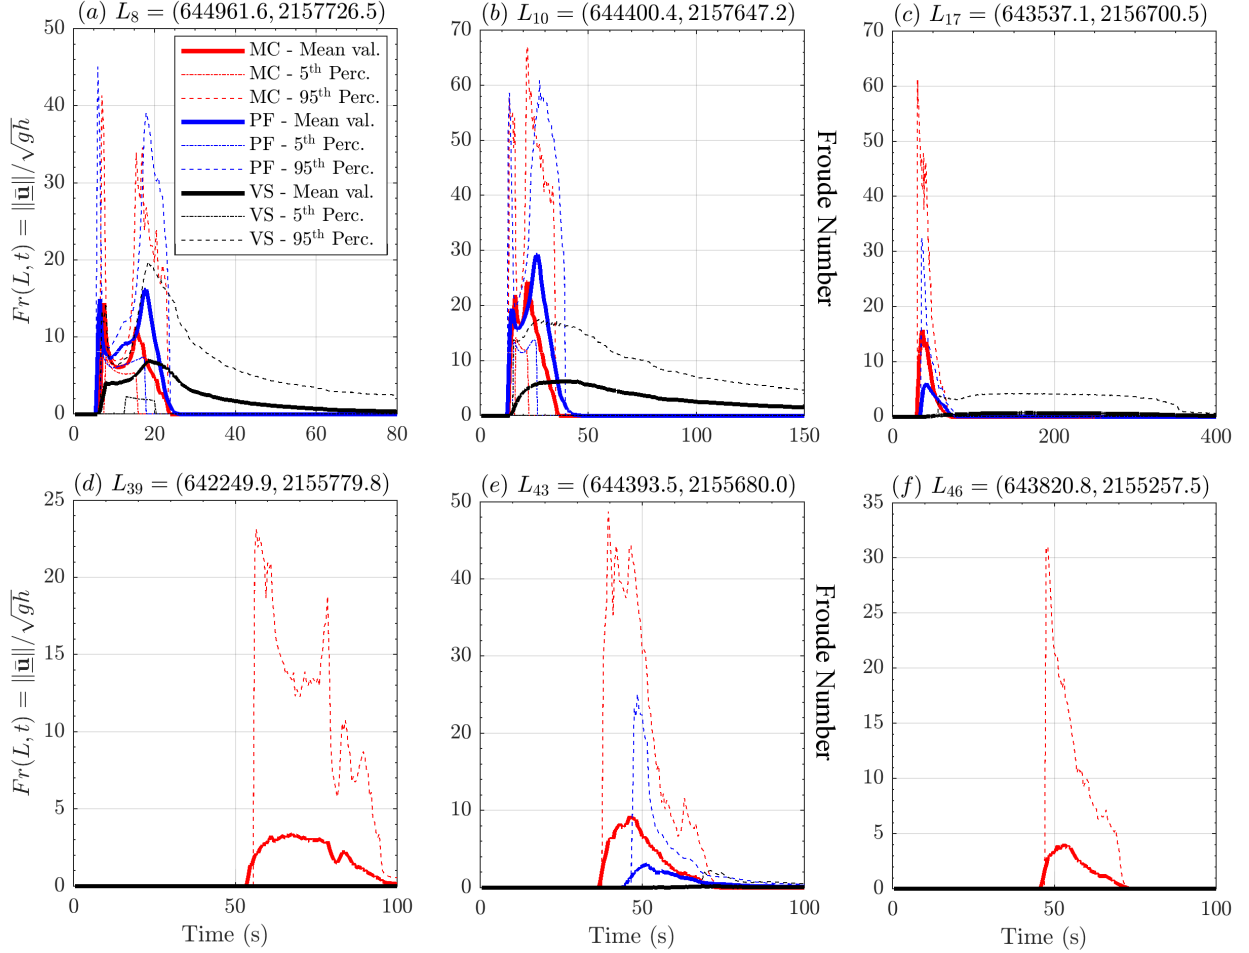 (a) L₈ = (644961.6, 2157726.5)
50
40
30
20
10
0
0 20 40 60 80
Fr(L, t) = ||ū̲||/√gh
MC - Mean val.
MC - 5th Perc.
MC - 95th Perc.
PF - Mean val.
PF - 5th Perc.
PF - 95th Perc.
VS - Mean val.
VS - 5th Perc.
VS - 95th Perc.
(b) L₁₀ = (644400.4, 2157647.2)
70
60
50
40
30
20
10
0
0 50 100 150
Froude Number
(c) L₁₇ = (643537.1, 2156700.5)
70
60
50
40
30
20
10
0
0 200 400
(d) L₃₉ = (642249.9, 2155779.8)
25
20
15
10
5
0
0 50 100
Fr(L, t) = ||ū̲||/√gh
Time (s)
(e) L₄₃ = (644393.5, 2155680.0)
50
40
30
20
10
0
0 50 100
Time (s)
Froude Number
(f) L₄₆ = (643820.8, 2155257.5)
35
30
25
20
15
10
5
0
0 50 100
Time (s)